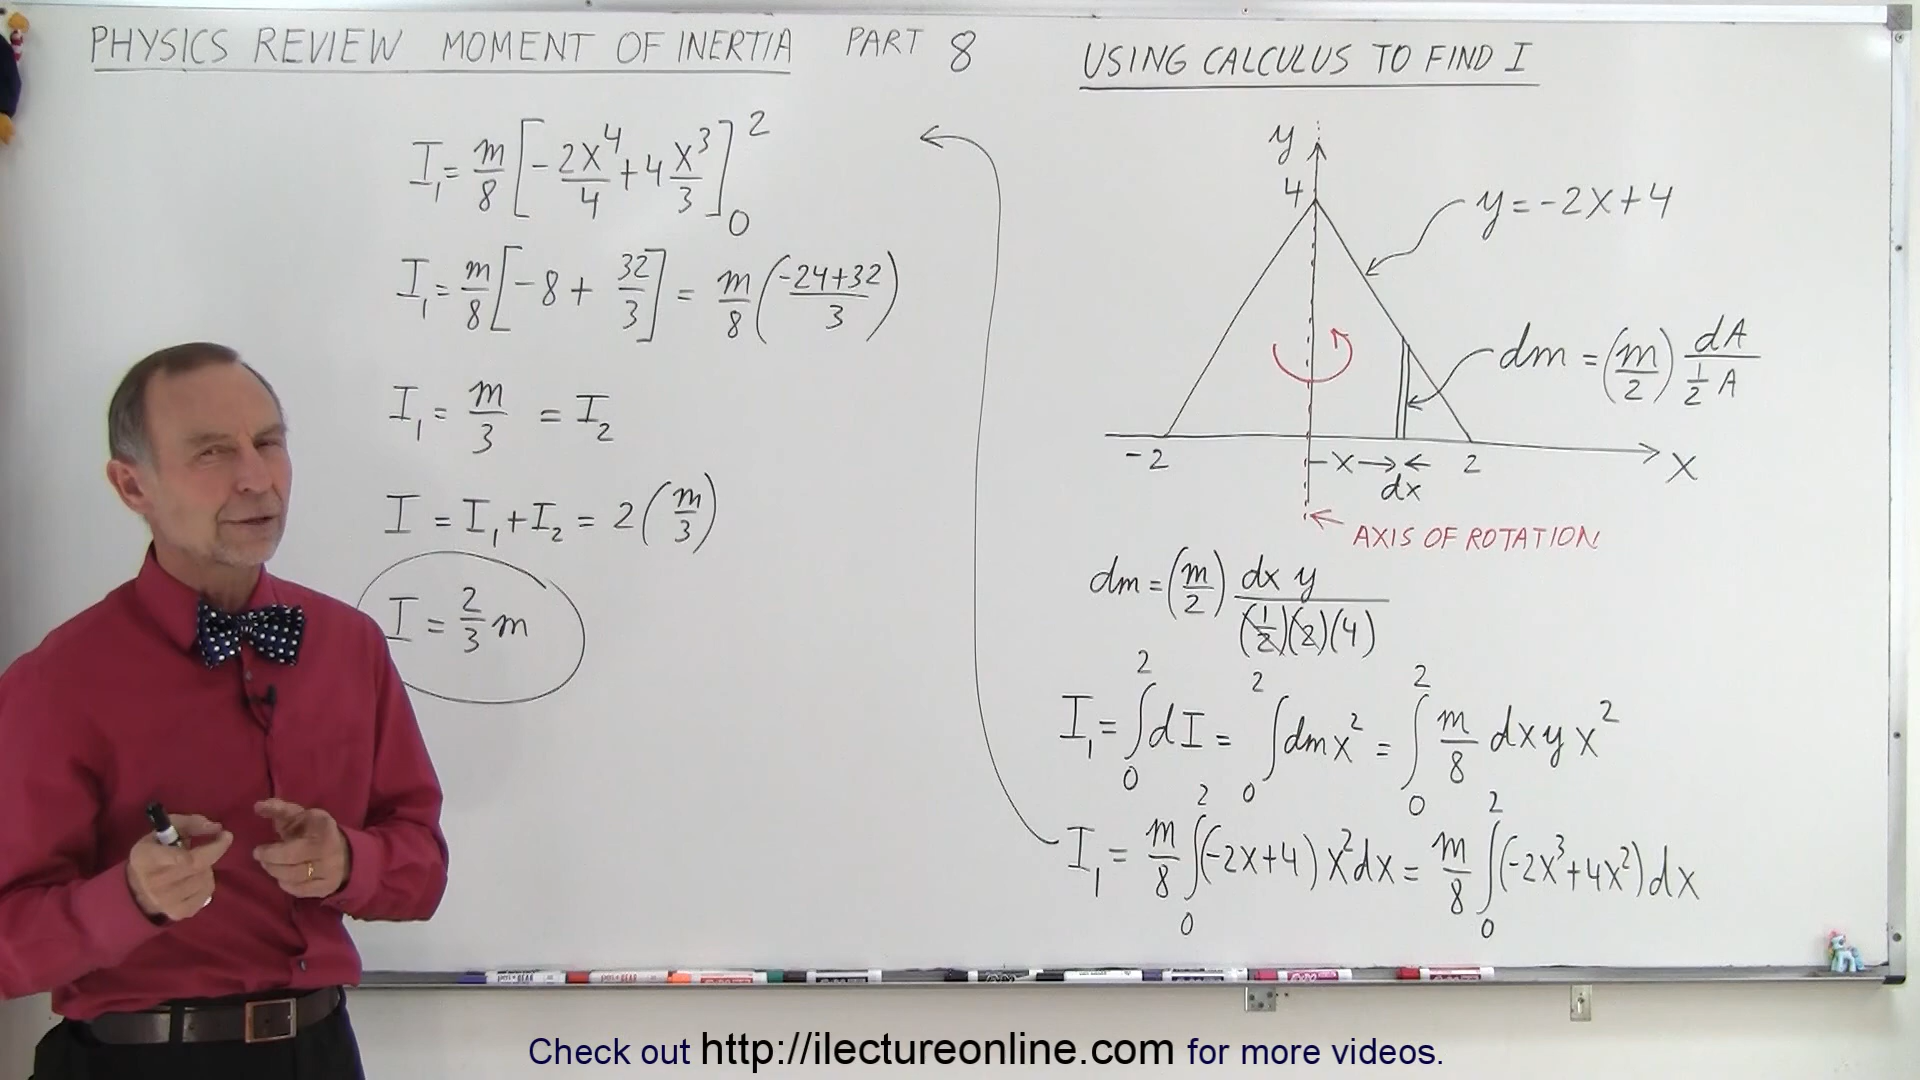 PHYSICS REVIEW MOMENT OF INERTIA PART 8
I₁ = m/8 [-2x⁴/4 + 4 x³/3]₀²
I₁ = m/8 [-8 + 32/3] = m/8 (-24+32/3)
I₁ = m/3 = I₂
I = I₁ + I₂ = 2 (m/3)
I = 2/3 m
USING CALCULUS TO FIND I
y
4
y = -2x+4
dm = (m/2) dA/½A
-2
x
dx
2
X
AXIS OF ROTATION
dm = (m/2) dx y/(½)(2)(4)
I₁ = ∫₀² dI = ∫₀² dm x² = ∫₀² m/8 dx y x²
I₁ = m/8 ∫₀² (-2x+4) x² dx = m/8 ∫₀² (-2x³+4x²) dx
Check out http://ilectureonline.com for more videos.